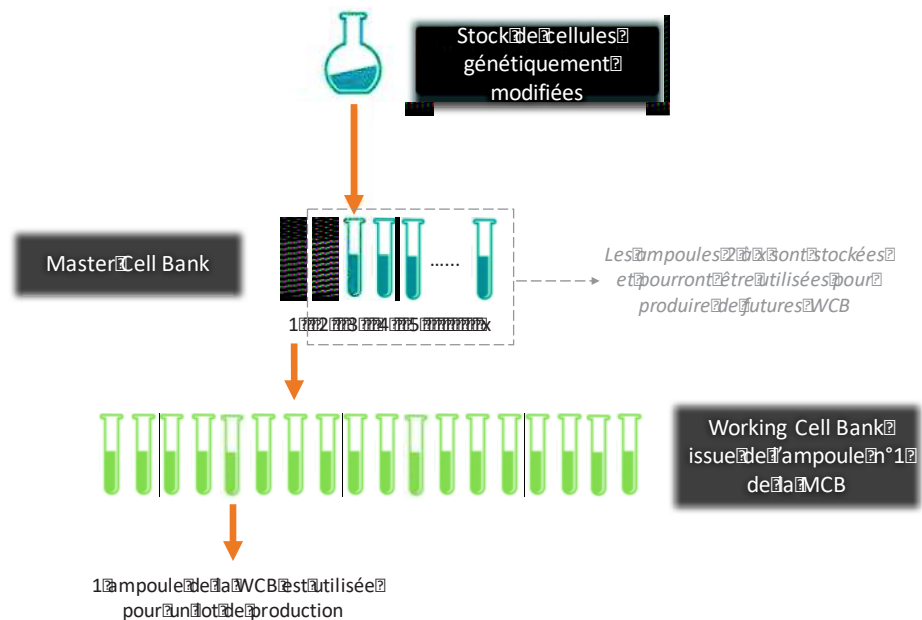 Stock de cellules
génétiquement
modifiées
Master Cell Bank
......
Les ampoules 2 à x sont stockées
et pourront être utilisées pour
produire de futures WCB
1 2 3 4 5 x
Working Cell Bank
issue de l'ampoule n°1
de la MCB
1 ampoule de la WCB est utilisée
pour un lot de production